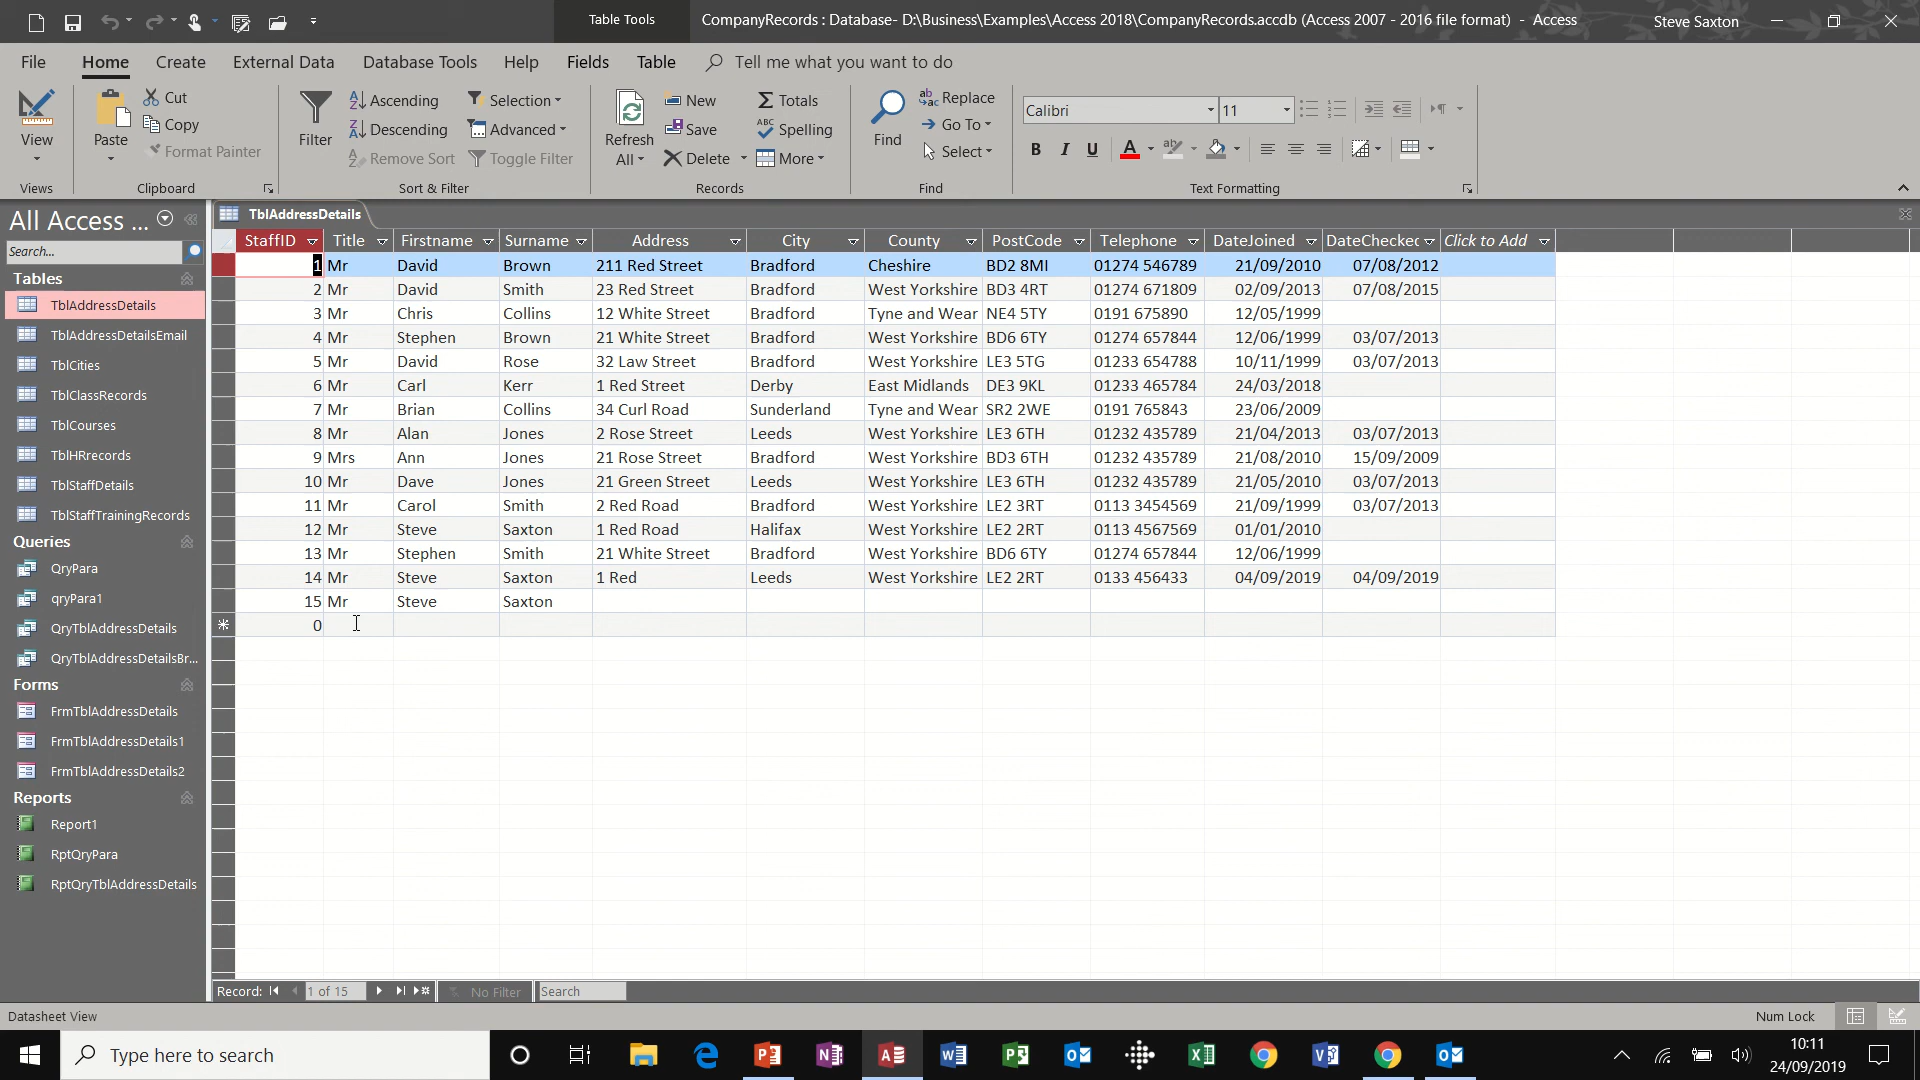 Table Tools
CompanyRecords : Database- D:\Business\Examples\Access 2018\CompanyRecords.accdb (Access 2007 - 2016 file format) - Access
Steve Saxton
File Home Create External Data Database Tools Help Fields Table Tell me what you want to do
View
Views
Paste
Cut
Copy
Format Painter
Clipboard
Filter
Ascending
Descending
Remove Sort
Selection
Advanced
Toggle Filter
Sort & Filter
Refresh
All
New
Save
Delete
Totals
Spelling
More
Records
Find
Replace
Go To
Select
Find
Calibri 11
B I U A
Text Formatting
All Access ...
Search...
Tables
TblAddressDetails
TblAddressDetailsEmail
TblCities
TblClassRecords
TblCourses
TblHRrecords
TblStaffDetails
TblStaffTrainingRecords
Queries
QryPara
qryPara1
QryTblAddressDetails
QryTblAddressDetailsBr...
Forms
FrmTblAddressDetails
FrmTblAddressDetails1
FrmTblAddressDetails2
Reports
Report1
RptQryPara
RptQryTblAddressDetails
TblAddressDetails
StaffID Title Firstname Surname Address City County PostCode Telephone DateJoined DateChecked Click to Add
1 Mr David Brown 211 Red Street Bradford Cheshire BD2 8MI 01274 546789 21/09/2010 07/08/2012
2 Mr David Smith 23 Red Street Bradford West Yorkshire BD3 4RT 01274 671809 02/09/2013 07/08/2015
3 Mr Chris Collins 12 White Street Bradford Tyne and Wear NE4 5TY 0191 675890 12/05/1999
4 Mr Stephen Brown 21 White Street Bradford West Yorkshire BD6 6TY 01274 657844 12/06/1999 03/07/2013
5 Mr David Rose 32 Law Street Bradford West Yorkshire LE3 5TG 01233 654788 10/11/1999 03/07/2013
6 Mr Carl Kerr 1 Red Street Derby East Midlands DE3 9KL 01233 465784 24/03/2018
7 Mr Brian Collins 34 Curl Road Sunderland Tyne and Wear SR2 2WE 0191 765843 23/06/2009
8 Mr Alan Jones 2 Rose Street Leeds West Yorkshire LE3 6TH 01232 435789 21/04/2013 03/07/2013
9 Mrs Ann Jones 21 Rose Street Bradford West Yorkshire BD3 6TH 01232 435789 21/08/2010 15/09/2009
10 Mr Dave Jones 21 Green Street Leeds West Yorkshire LE3 6TH 01232 435789 21/05/2010 03/07/2013
11 Mr Carol Smith 2 Red Road Bradford West Yorkshire LE2 3RT 0113 3454569 21/09/1999 03/07/2013
12 Mr Steve Saxton 1 Red Road Halifax West Yorkshire LE2 2RT 0113 4567569 01/01/2010
13 Mr Stephen Smith 21 White Street Bradford West Yorkshire BD6 6TY 01274 657844 12/06/1999
14 Mr Steve Saxton 1 Red Leeds West Yorkshire LE2 2RT 0133 456433 04/09/2019 04/09/2019
15 Mr Steve Saxton
0
Record: 1 of 15 No Filter Search
Datasheet View
Num Lock
Type here to search
10:11
24/09/2019